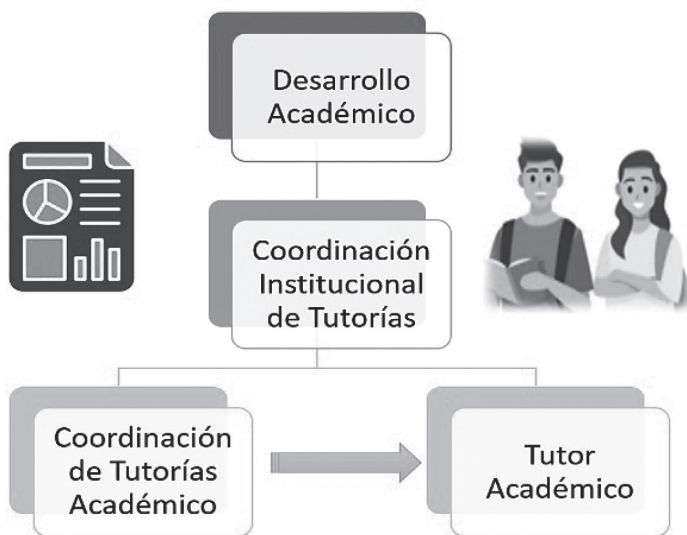 Desarrollo
Académico
Coordinación
Institucional
de Tutorías
Coordinación
de Tutorías
Académico
Tutor
Académico